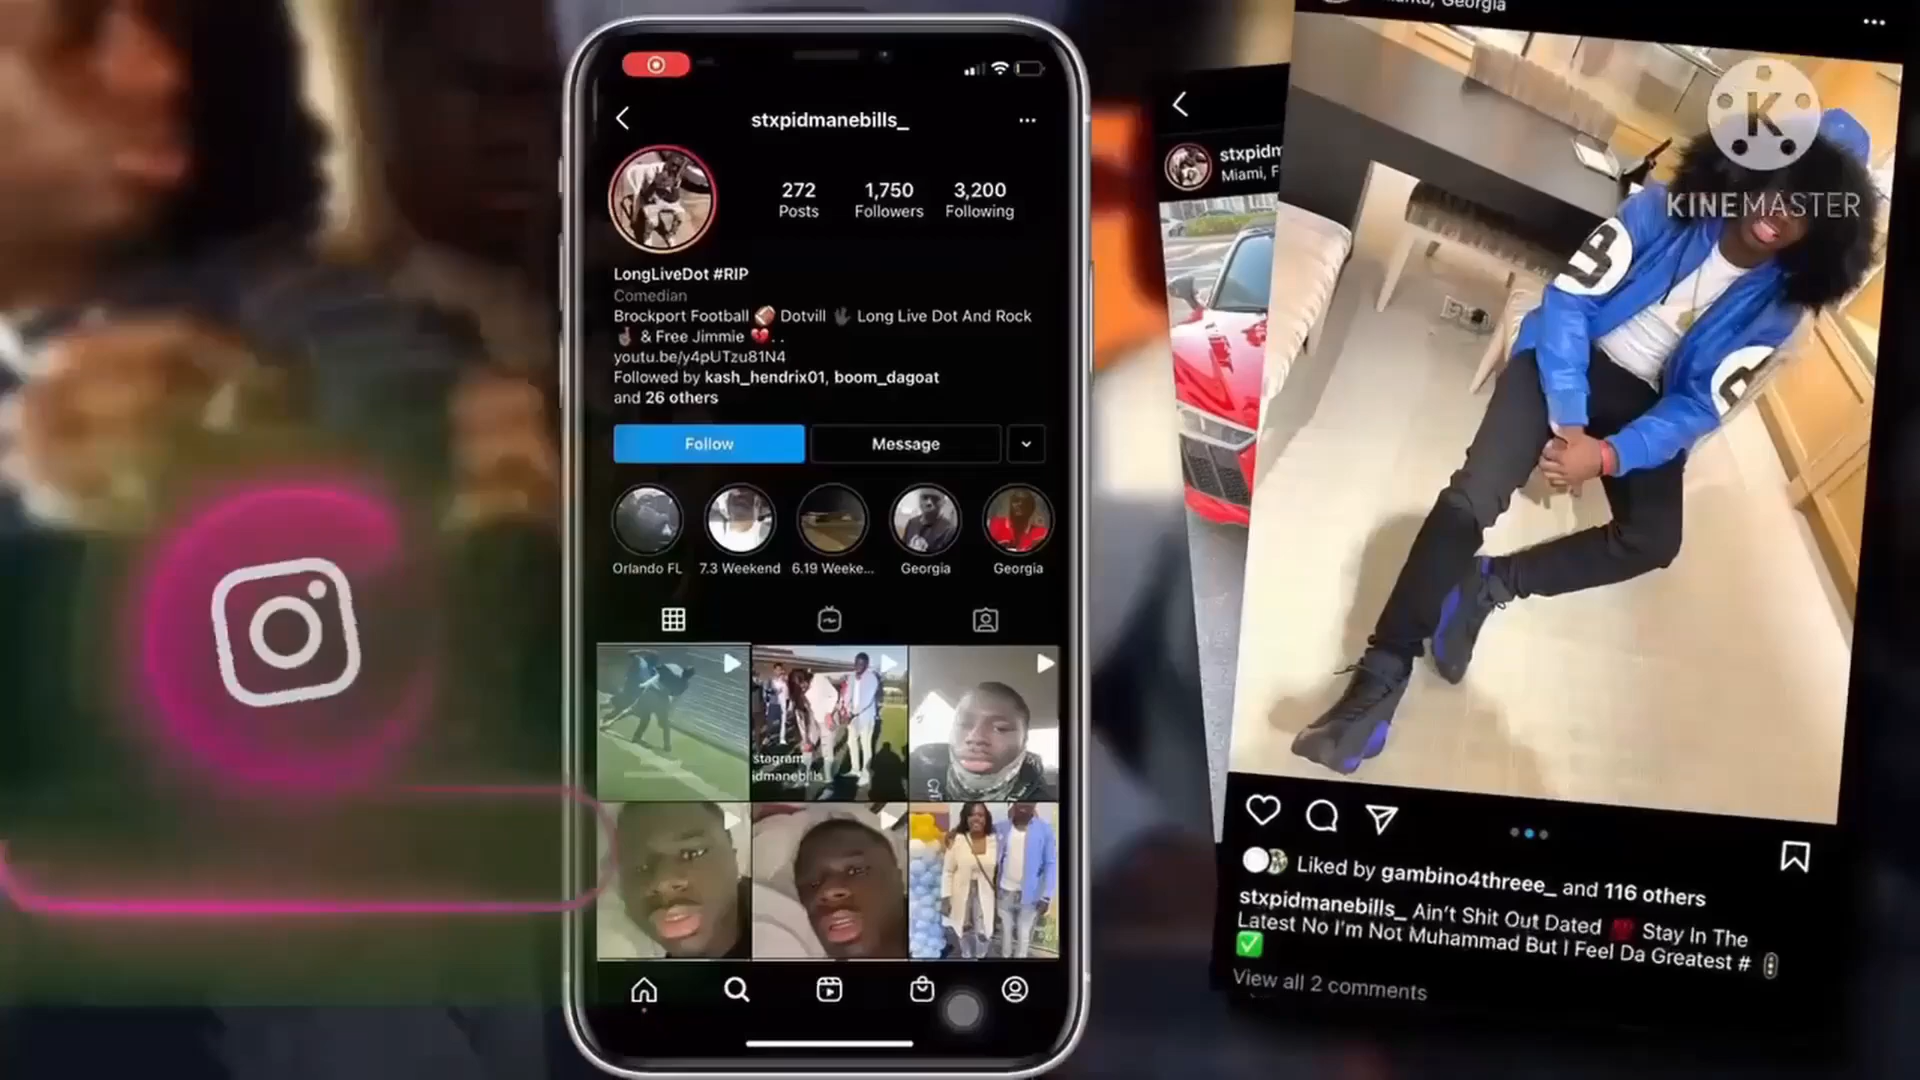 stxpidmanebills_
272
Posts
1,750
Followers
3,200
Following
LongLiveDot #RIP
Comedian
Brockport Football 🏈 Dotvill 🖖🏿 Long Live Dot And Rock
🤞🏿 & Free Jimmie 💔. .
youtu.be/y4pUTzu81N4
Followed by kash_hendrix01, boom_dagoat
and 26 others
Follow
Message
Orlando FL
7.3 Weekend
6.19 Weeke...
Georgia
Georgia
stagram
idmanebills
stxpidm
Miami, F
Georgia
K
KINEMASTER
Liked by gambino4threee_ and 116 others
stxpidmanebills_ Ain't Shit Out Dated Stay In The
Latest No I'm Not Muhammad But I Feel Da Greatest # 🚦
✅
View all 2 comments